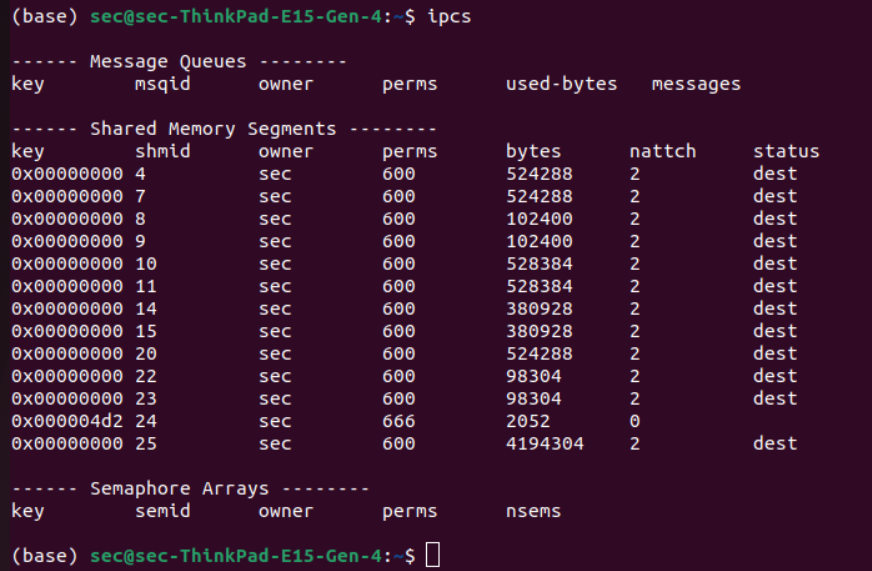 (base) sec@sec-ThinkPad-E15-Gen-4:~$ ipcs
------ Message Queues --------
key        msqid      owner      perms      used-bytes   messages
------ Shared Memory Segments --------
key        shmid      owner      perms      bytes      nattch     status
0x00000000 4          sec        600        524288     2          dest
0x00000000 7          sec        600        524288     2          dest
0x00000000 8          sec        600        102400     2          dest
0x00000000 9          sec        600        102400     2          dest
0x00000000 10         sec        600        528384     2          dest
0x00000000 11         sec        600        528384     2          dest
0x00000000 14         sec        600        380928     2          dest
0x00000000 15         sec        600        380928     2          dest
0x00000000 20         sec        600        524288     2          dest
0x00000000 22         sec        600        98304      2          dest
0x00000000 23         sec        600        98304      2          dest
0x000004d2 24         sec        666        2052       0
0x00000000 25         sec        600        4194304    2          dest
------ Semaphore Arrays --------
key        semid      owner      perms      nsems
(base) sec@sec-ThinkPad-E15-Gen-4:~$